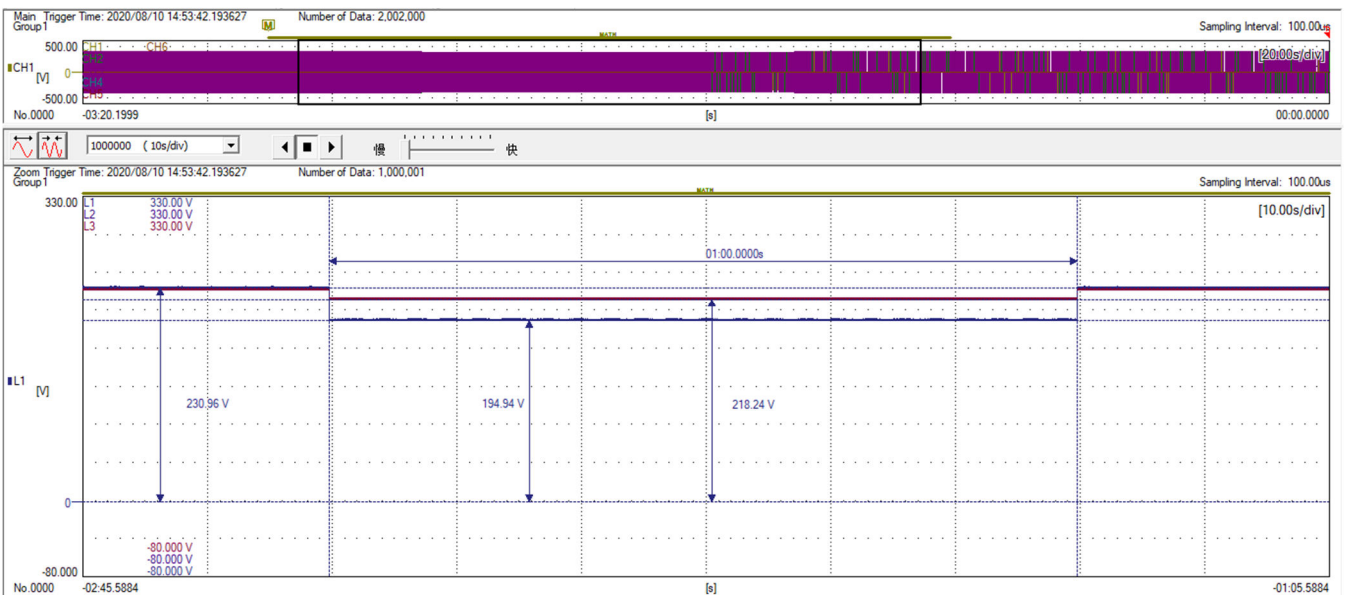 Main Trigger Time: 2020/08/10 14:53:42.193627 Number of Data: 2,002,000
Group1 M MATH Sampling Interval: 100.00us
500.00 CH1 CH6 [20.00s/div]
CH2
CH1
[V] 0
CH4
-500.00 CH5
No.0000 -03:20.1999 [s] 00:00.0000
1000000 ( 10s/div) 慢 快
Zoom Trigger Time: 2020/08/10 14:53:42.193627 Number of Data: 1,000,001
Group1 MATH Sampling Interval: 100.00us
330.00 L1 330.00 V [10.00s/div]
L2 330.00 V
L3 330.00 V
01:00.0000s
L1
[V]
230.96 V 194.94 V 218.24 V
0
-80.000 V
-80.000 V
-80.000 -80.000 V
No.0000 -02:45.5884 [s] -01:05.5884